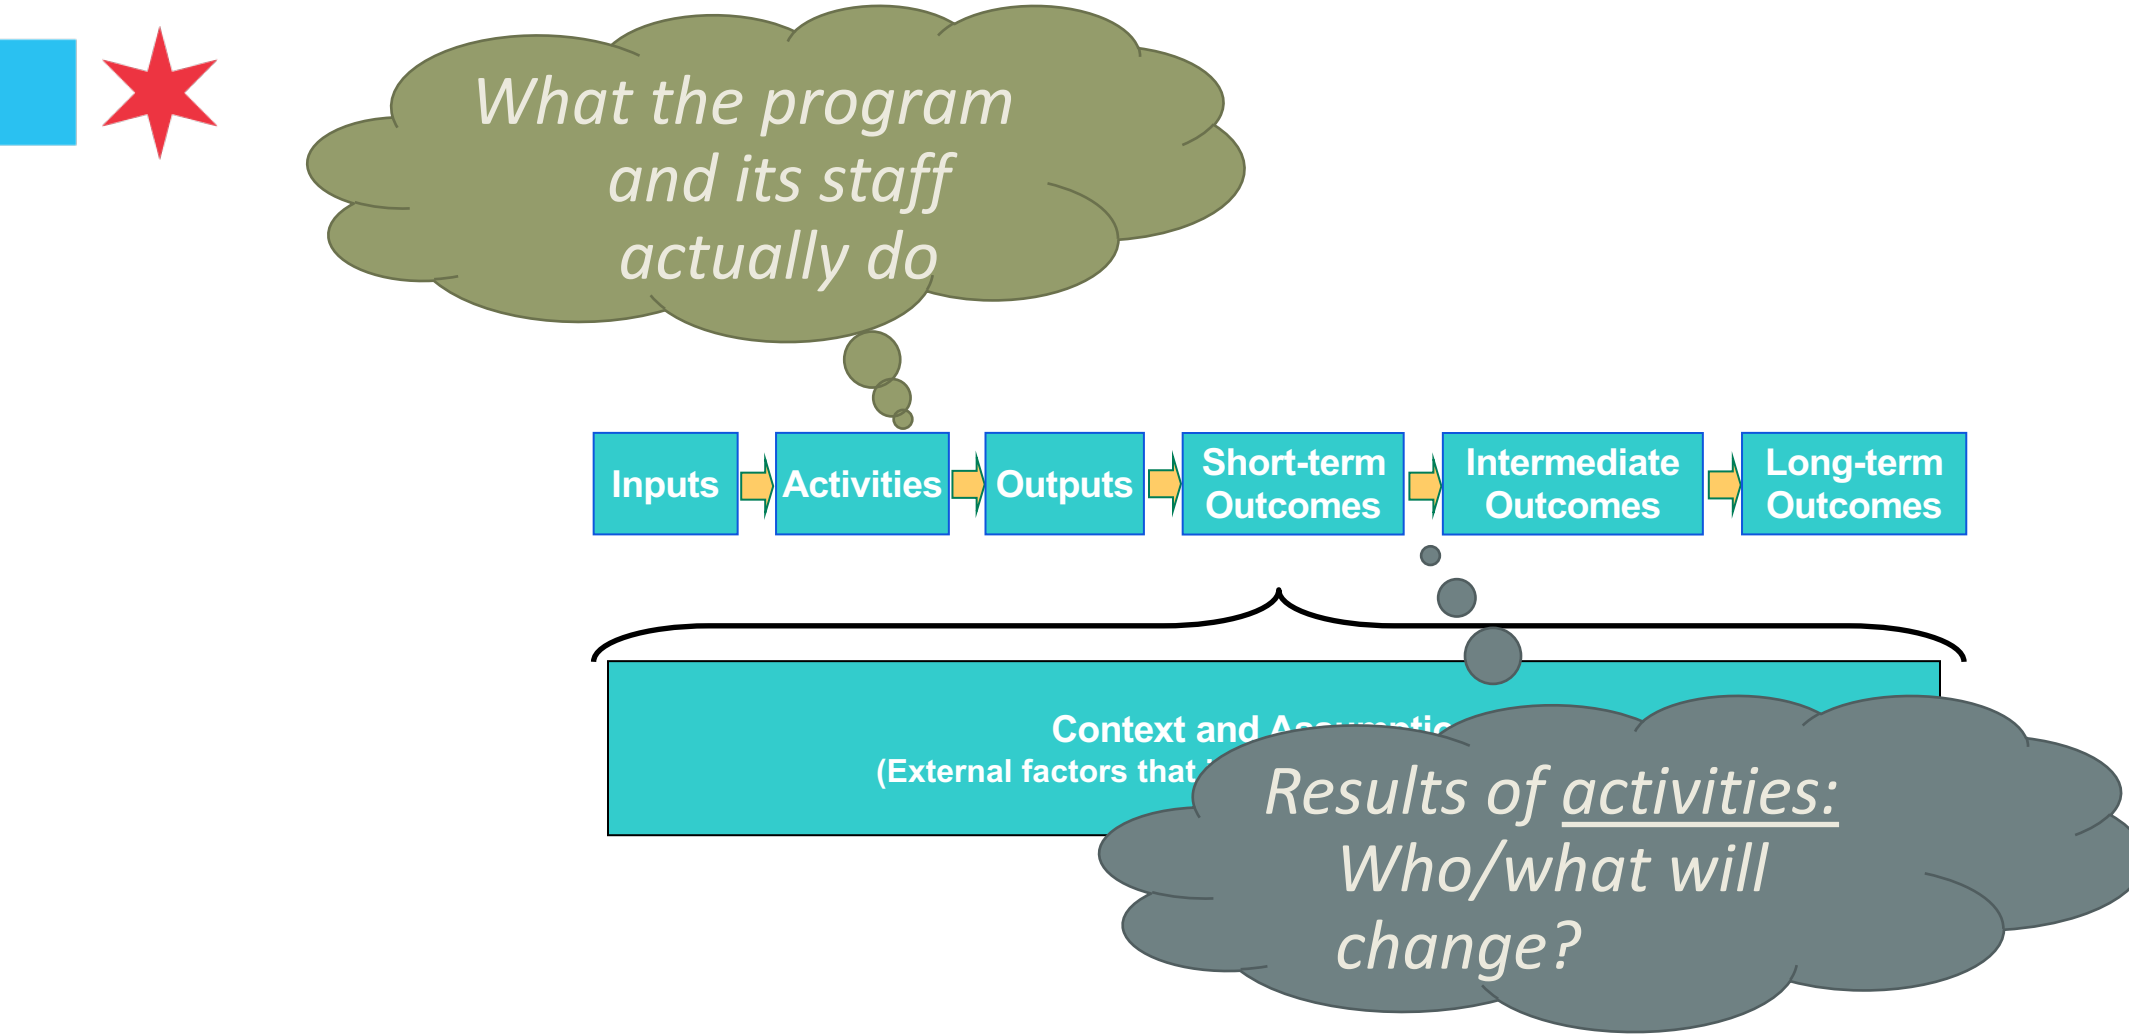 What the program
and its staff
actually do
Inputs
Activities
Outputs
Short-term
Outcomes
Intermediate
Outcomes
Long-term
Outcomes
Context and
(External factors that
Results of activities:
Who/what will
change?